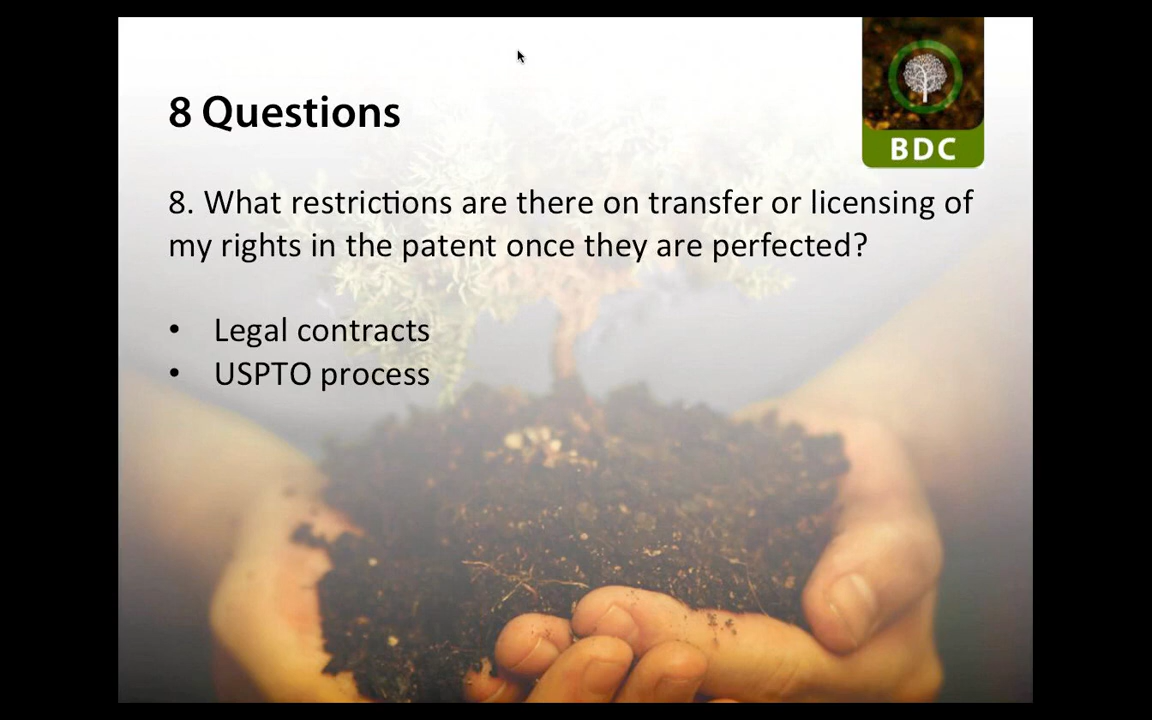 8 Questions
BDC
8. What restrictions are there on transfer or licensing of
my rights in the patent once they are perfected?
• Legal contracts
• USPTO process